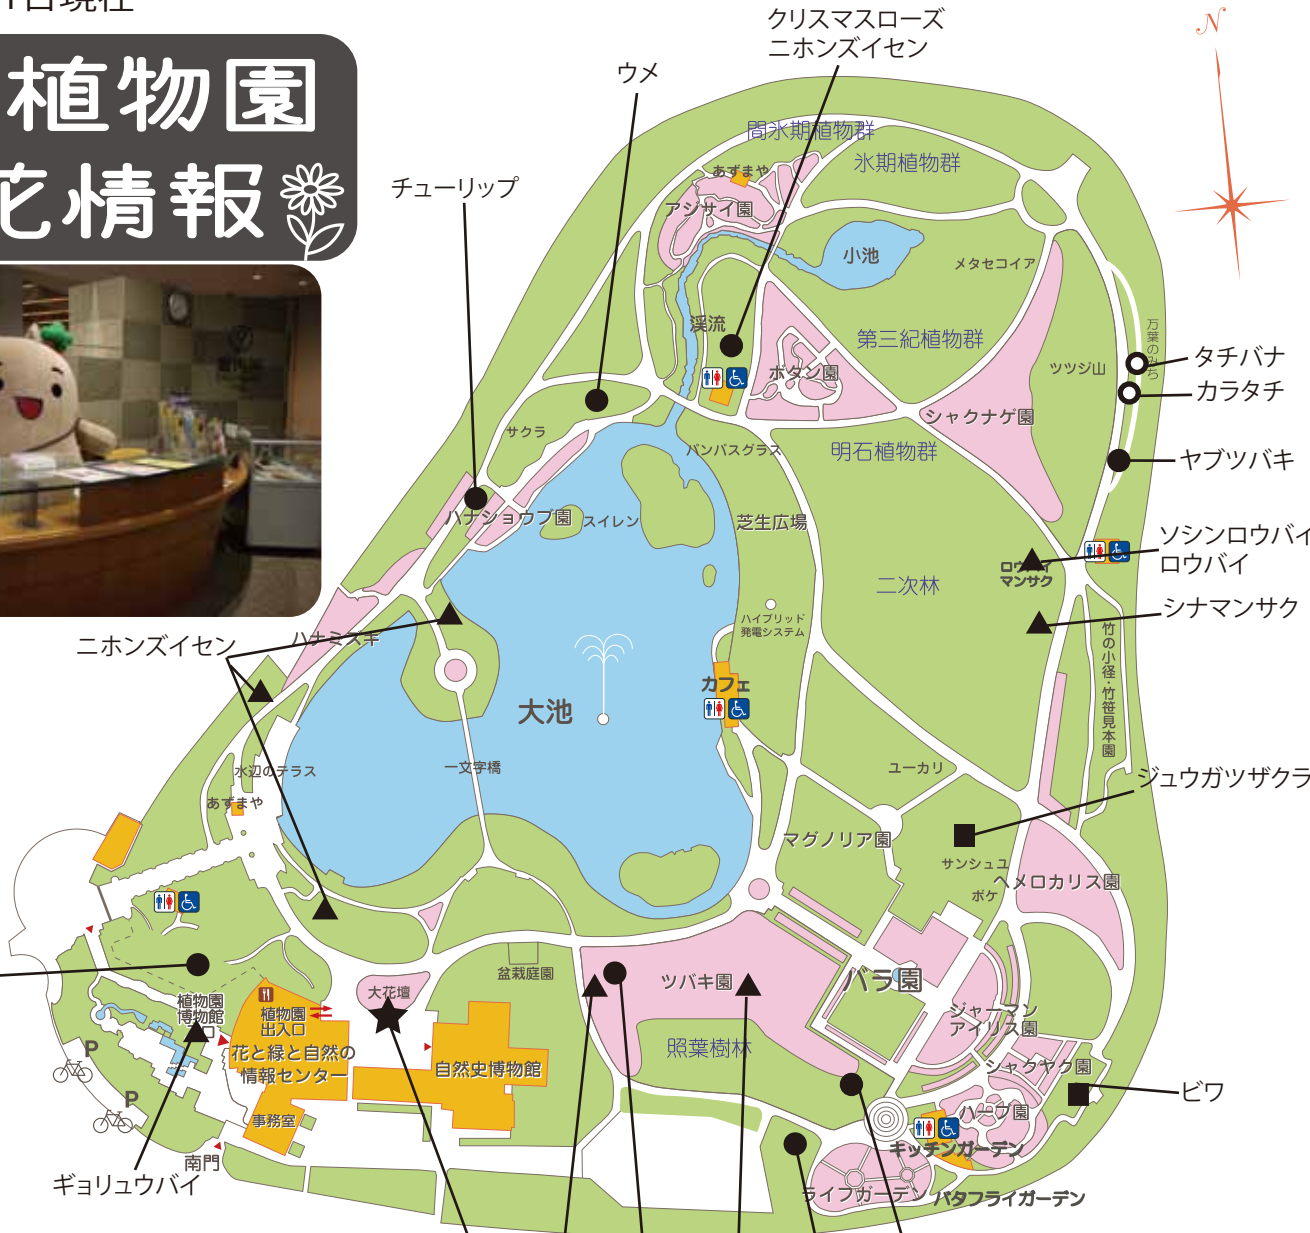 1日現在
植物園
花情報
クリスマスローズ
ニホンズイセン
ウメ
チューリップ
N
間氷期植物群
氷期植物群
あずまや
アジサイ園
小池
メタセコイア
渓流
第三紀植物群
ボタン園
ツツジ山
万葉のみち
タチバナ
カラタチ
シャクナゲ園
サクラ
パンパスグラス
明石植物群
ヤブツバキ
ハナショウブ園
スイレン
芝生広場
ソシンロウバイ
ロウバイ
ロウバイ
マンサク
二次林
シナマンサク
ハイブリッド
発電システム
ニホンズイセン
ハナミズキ
竹の小径・竹笹見本園
カフェ
大池
水辺のテラス
一文字橋
ユーカリ
ジュウガツザクラ
あずまや
マグノリア園
サンシュユ
ボケ
ヘメロカリス園
盆栽庭園
ツバキ園
バラ園
大花壇
植物園
博物館
口
植物園
出入口
ジャーマン
アイリス園
照葉樹林
花と緑と自然の
情報センター
自然史博物館
シャクヤク園
P
P
ビワ
ハーブ園
事務室
キッチンガーデン
南門
ギョリュウバイ
ライフガーデン
バタフライガーデン